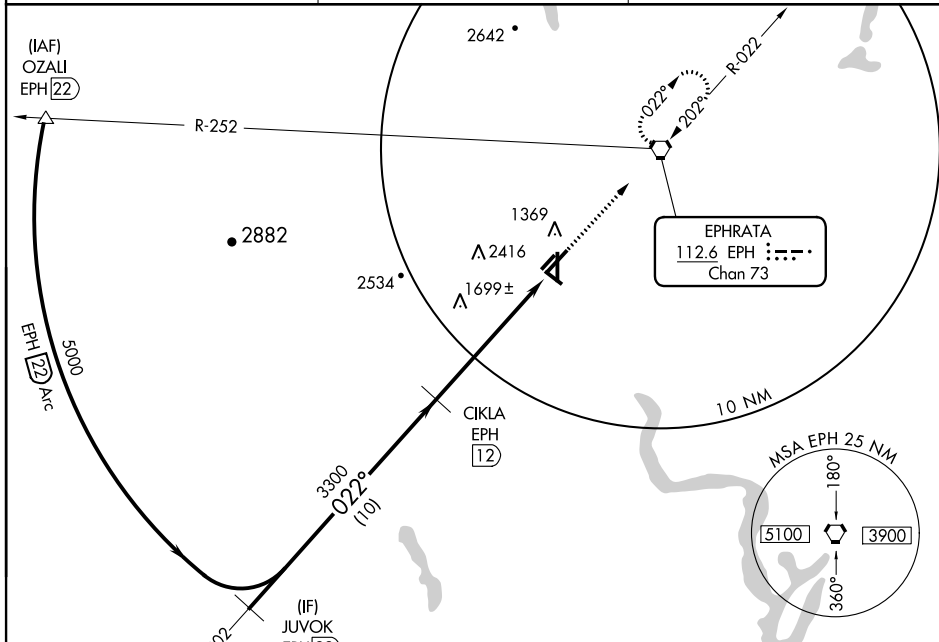 2642
(IAF)
OZALI
EPH 22
R-022
022°
202°
R-252
1369
2882
2416
2534
1699±
EPHRATA
112.6 EPH
Chan 73
5000
EPH 22 Arc
10 NM
CIKLA
EPH
12
3300
022°
(10)
MSA EPH 25 NM
180°
5100
3900
360°
(IF)
JUVOK